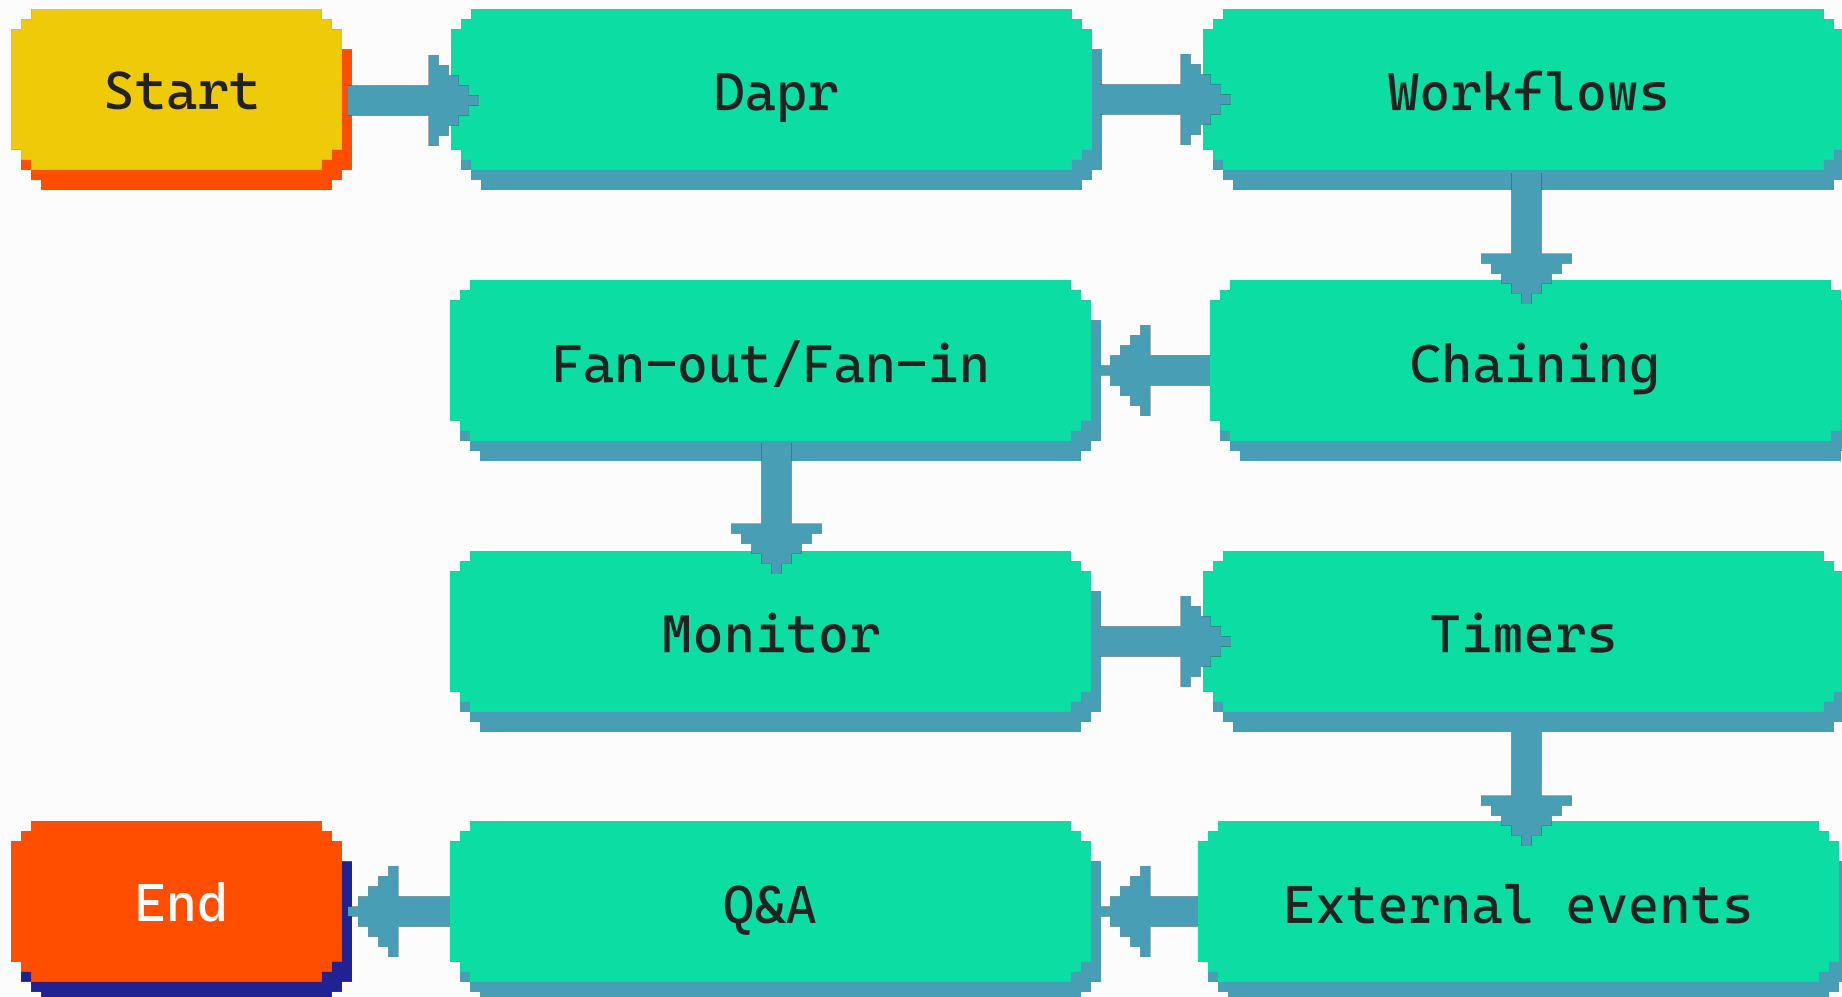 Start
Dapr
Workflows
Chaining
Fan-out/Fan-in
Monitor
Timers
External events
Q&A
End